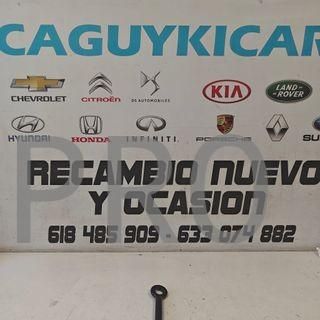 CAGUYKICAR
CHEVROLET CITROËN DS AUTOMOBILES KIA LAND ROVER
HYUNDAI HONDA INFINITI PORSCHE
RECAMBIO NUEVO
Y OCASION
618 485 909 - 633 074 882
PRO